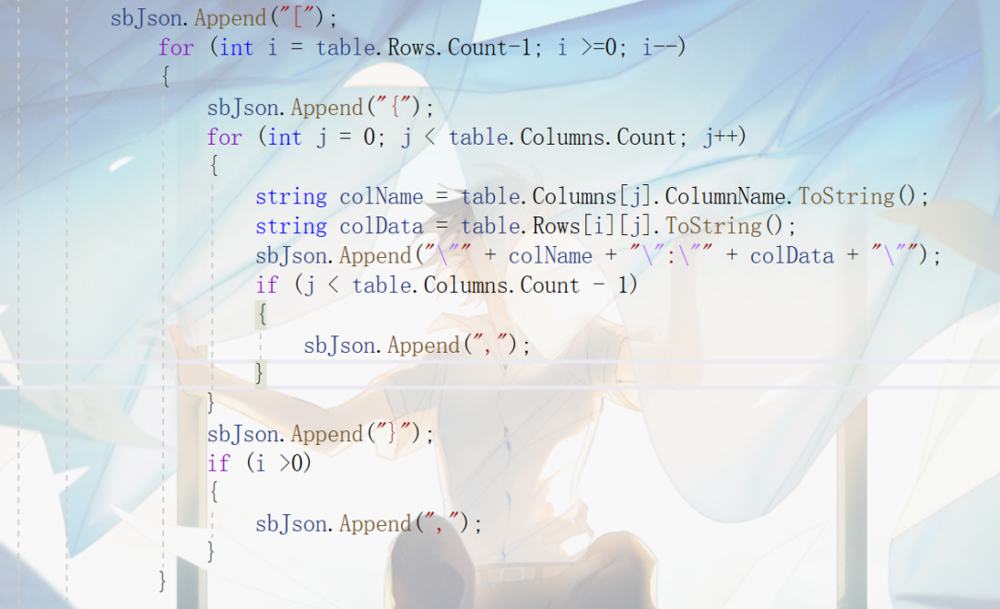 sbJson.Append("[");
for (int i = table.Rows.Count-1; i >=0; i--)
{
sbJson.Append("{");
for (int j = 0; j < table.Columns.Count; j++)
{
string colName = table.Columns[j].ColumnName.ToString();
string colData = table.Rows[i][j].ToString();
sbJson.Append("\"" + colName + "\":\"" + colData + "\"");
if (j < table.Columns.Count - 1)
{
sbJson.Append(",");
}
}
sbJson.Append("}");
if (i >0)
{
sbJson.Append(",");
}
}